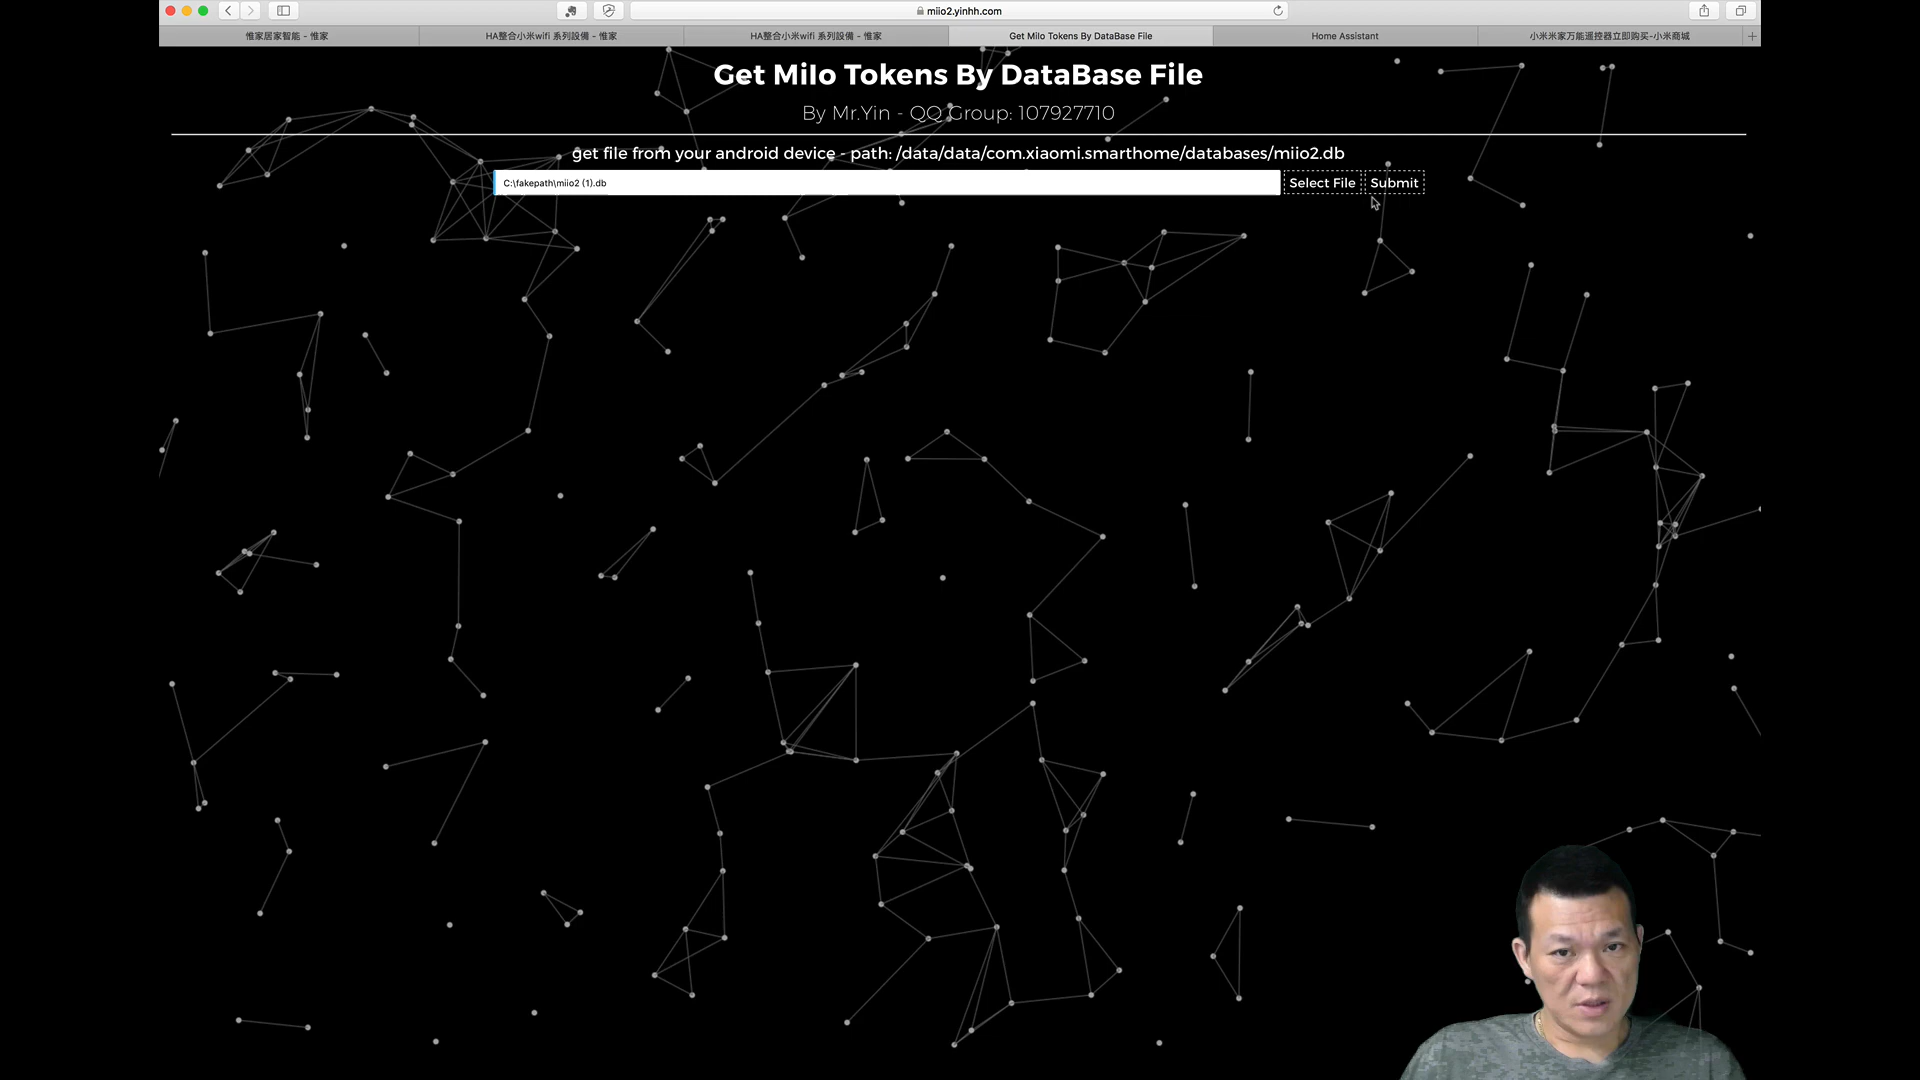 miio2.yinhh.com
惟家居家智能 - 惟家
HA整合小米wifi 系列設備 - 惟家
HA整合小米wifi 系列設備 - 惟家
Get MiIo Tokens By DataBase File
Home Assistant
小米米家万能遥控器立即购买-小米商城
Get MiIo Tokens By DataBase File
By Mr.Yin - QQ Group: 107927710
get file from your android device - path: /data/data/com.xiaomi.smarthome/databases/miio2.db
C:\fakepath\miio2 (1).db
Select File
Submit